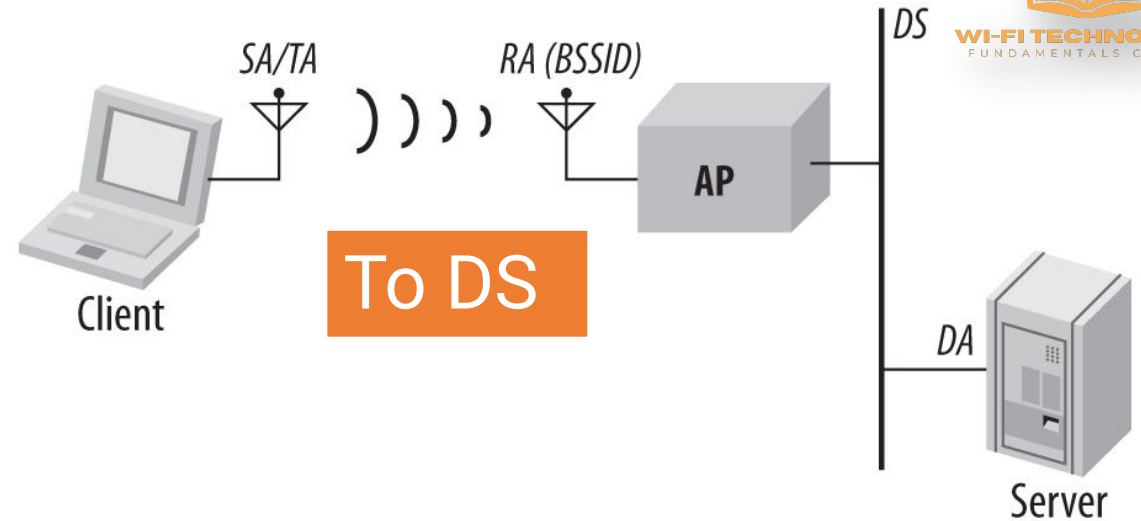 DS
WI-FI TECHNO
FUNDAMENTALS C
SA/TA
RA (BSSID)
AP
To DS
Client
DA
Server